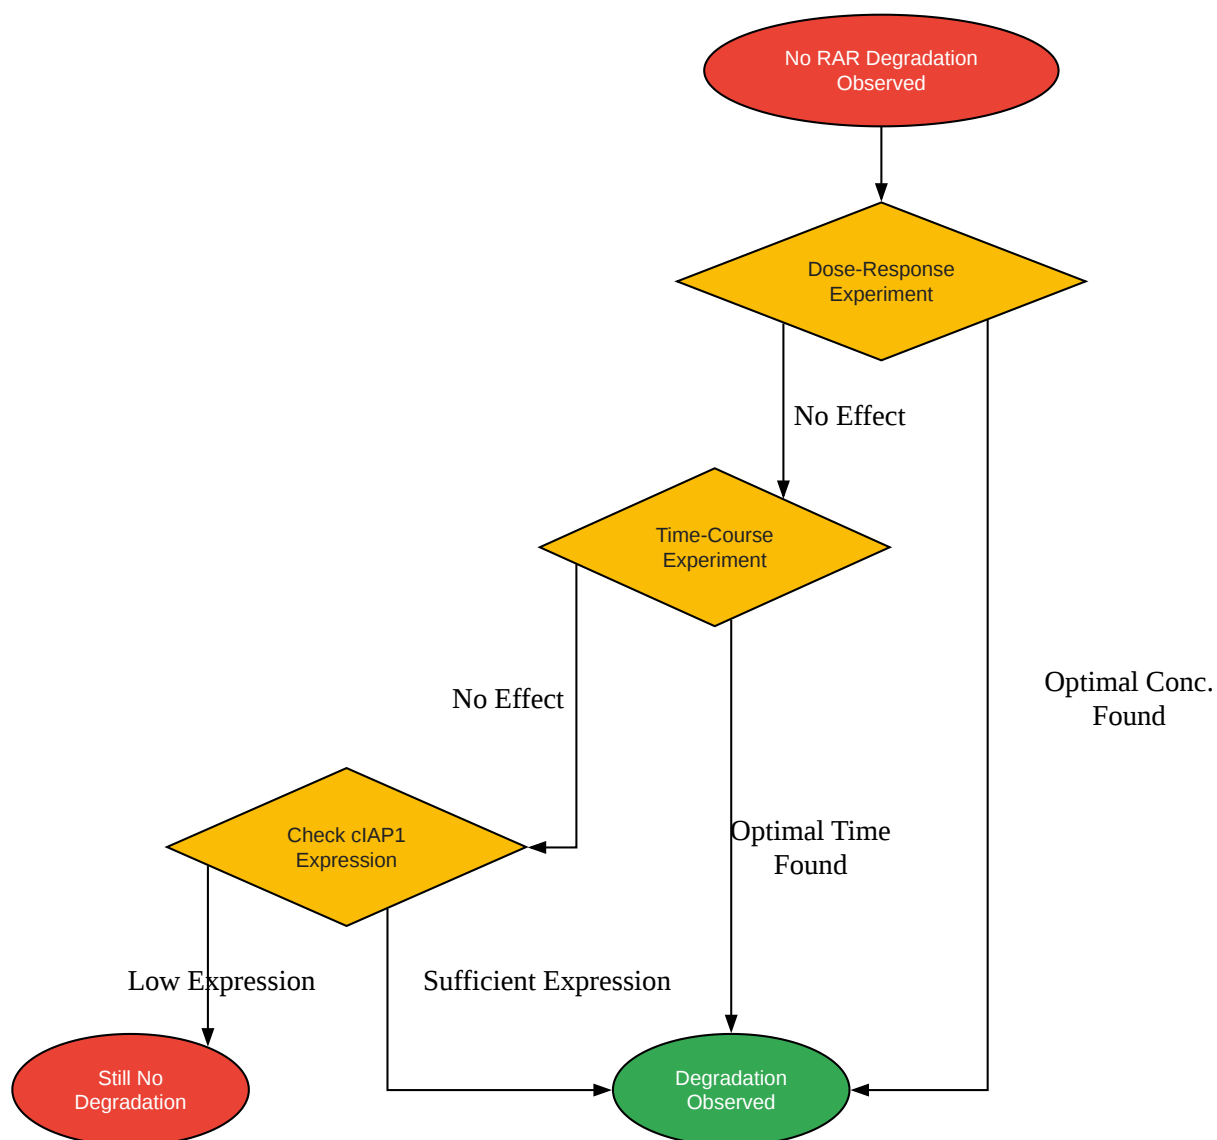 No RAR Degradation
Observed
Dose-Response
Experiment
No Effect
Time-Course
Experiment
No Effect
Optimal Conc.
Found
Check cIAP1
Expression
Optimal Time
Found
Low Expression
Sufficient Expression
Still No
Degradation
Degradation
Observed